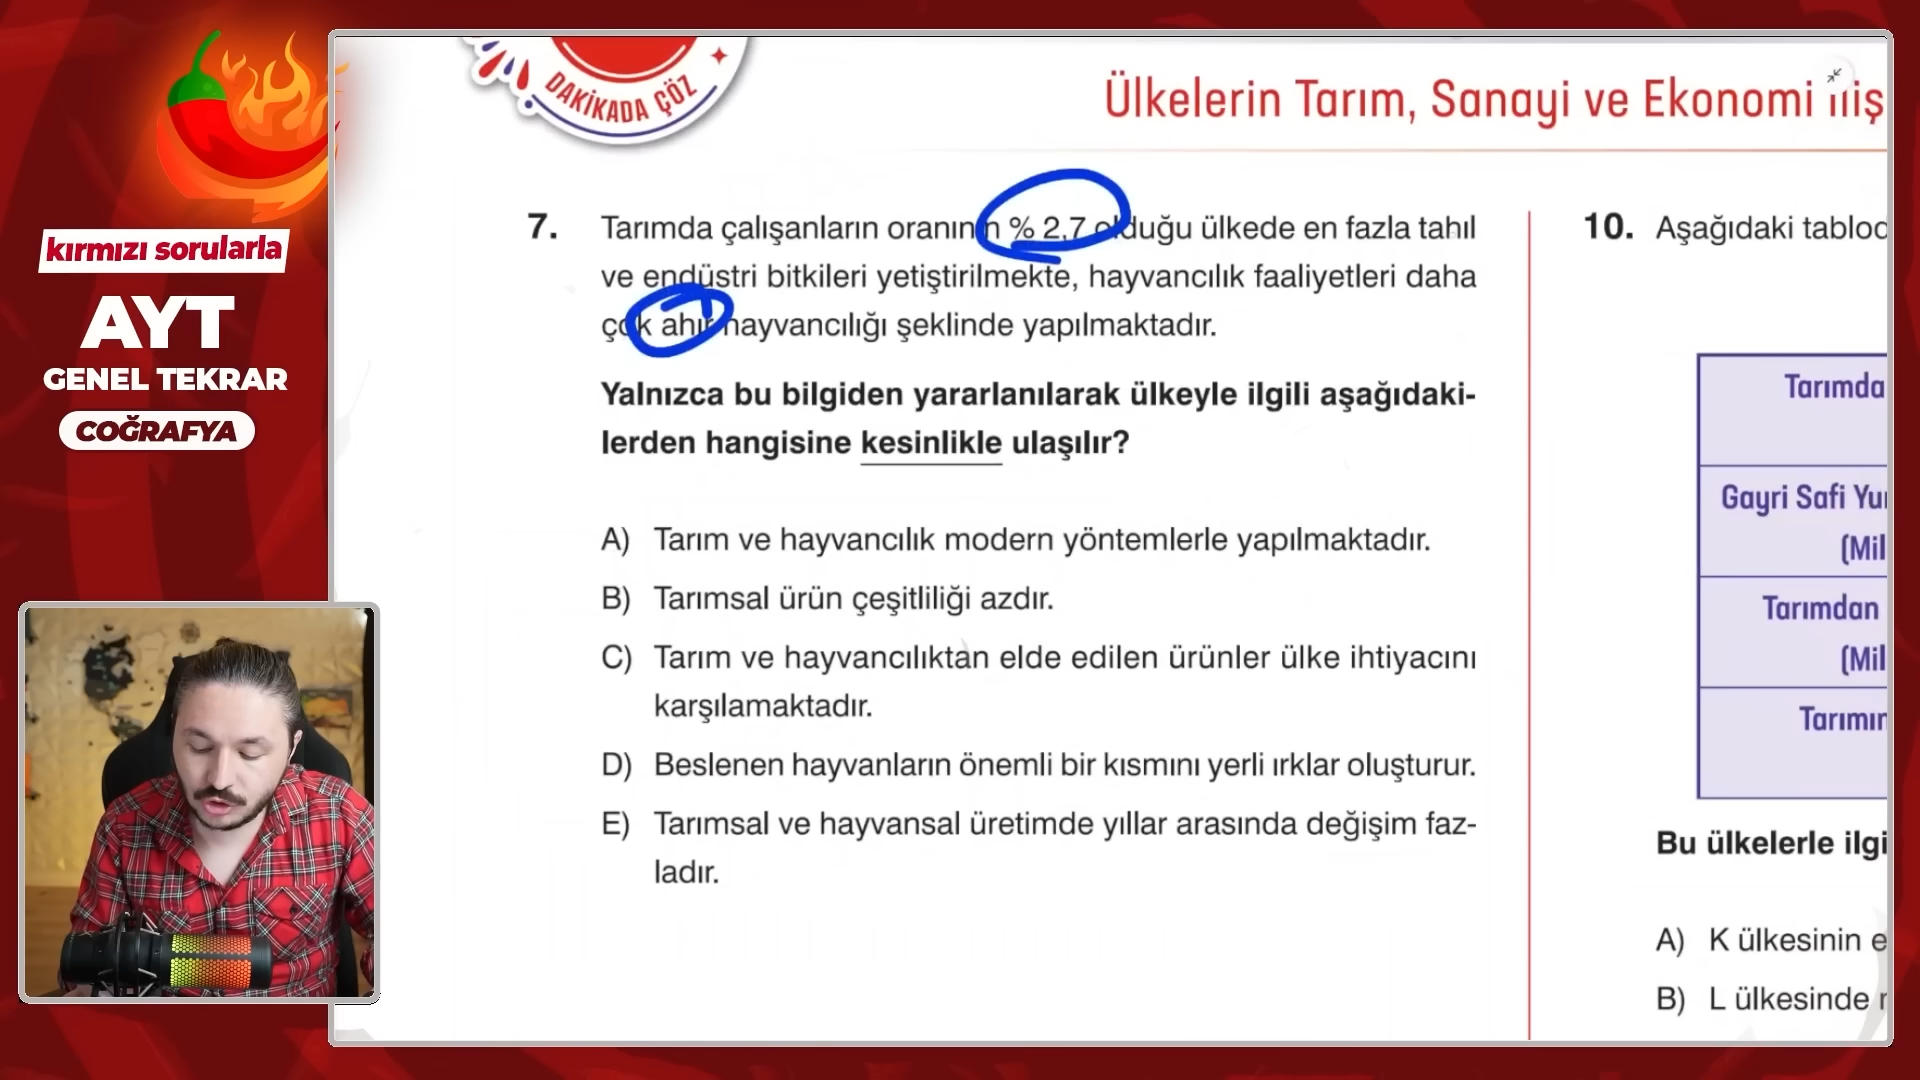 DAKİKADA ÇÖZ
Ülkelerin Tarım, Sanayi ve Ekonomi
kırmızı sorularla
AYT
GENEL TEKRAR
COĞRAFYA
7. Tarımda çalışanların oranının % 2,7 olduğu ülkede en fazla tahıl
ve endüstri bitkileri yetiştirilmekte, hayvancılık faaliyetleri daha
çok ahır hayvancılığı şeklinde yapılmaktadır.
Yalnızca bu bilgiden yararlanılarak ülkeyle ilgili aşağıdaki-
lerden hangisine kesinlikle ulaşılır?
A) Tarım ve hayvancılık modern yöntemlerle yapılmaktadır.
B) Tarımsal ürün çeşitliliği azdır.
C) Tarım ve hayvancılıktan elde edilen ürünler ülke ihtiyacını
karşılamaktadır.
D) Beslenen hayvanların önemli bir kısmını yerli ırklar oluşturur.
E) Tarımsal ve hayvansal üretimde yıllar arasında değişim faz-
ladır.
10. Aşağıdaki
Tarımda
Gayri Safi
(Mil
Tarımdan
(Mil
Bu ülkelerle
A) K ülkesinin
B) L ülkesinde